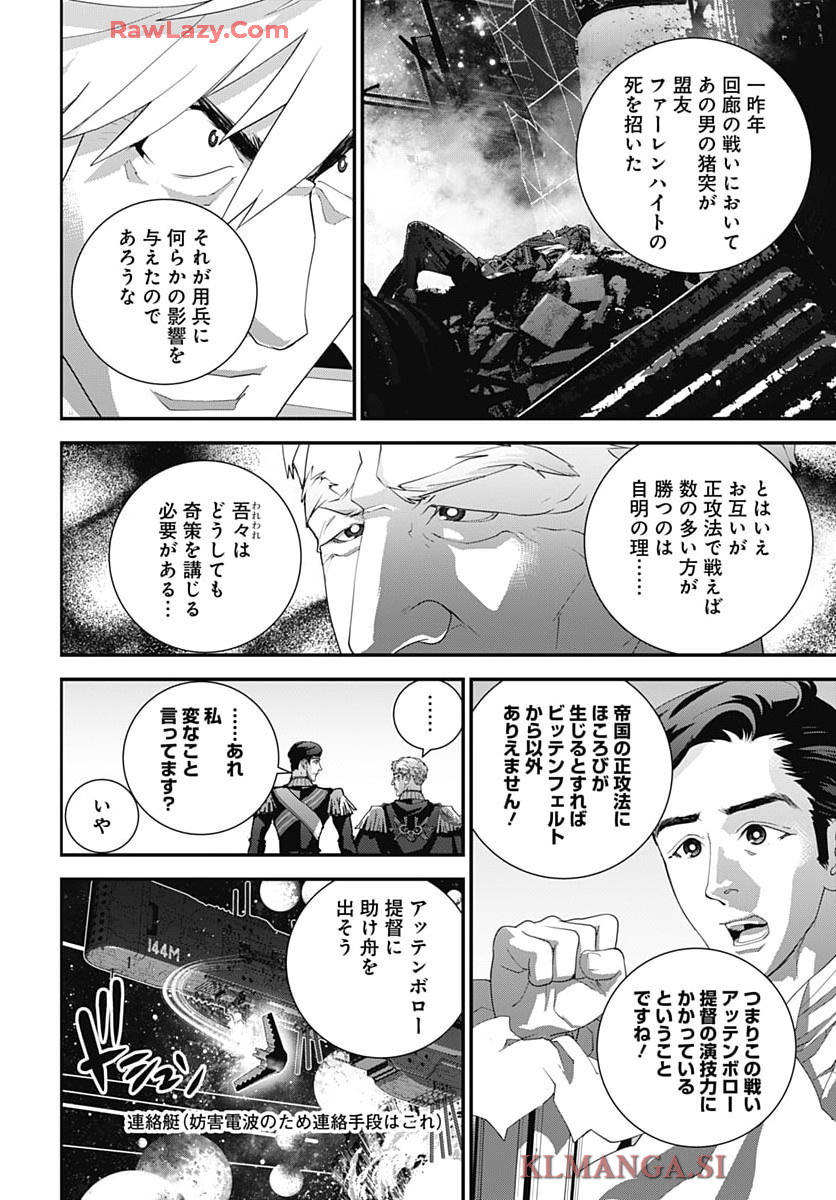 RawLazy.Com
一昨年
回廊の戦いにおいて
あの男の猪突が
盟友
ファーレンハイトの
死を招いた
それが用兵に
何らかの影響を
与えたので
あろうな
とはいえ
お互いが
正攻法で戦えば
数の多い方が
勝つのは
自明の理……
吾々は
われわれ
どうしても
奇策を講じる
必要がある…
帝国の正攻法に
ほころびが
生じるとすれば
ビッテンフェルト
から以外
ありえません！
つまりこの戦い
アッテンボロー
提督の演技力に
かかっている
ということ
ですね！
……
……あれ
私
変なこと
言ってます？
いや
アッテンボロー
提督に
助け舟を
出そう
144M
1
ドシュン
連絡艇（妨害電波のため連絡手段はこれ）
KLMANGA.SI